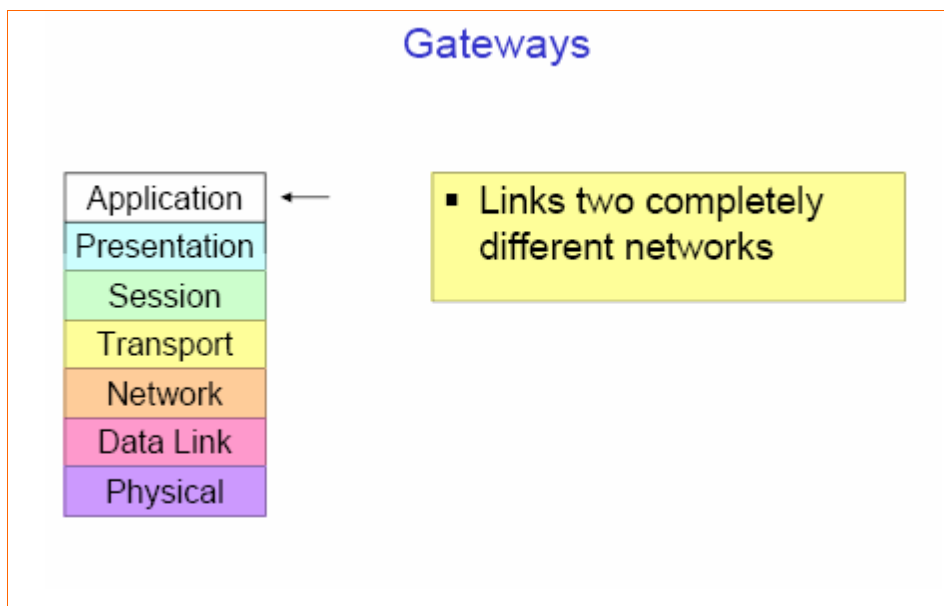 Gateways
Application
Presentation
Session
Transport
Network
Data Link
Physical
▪ Links two completely
different networks